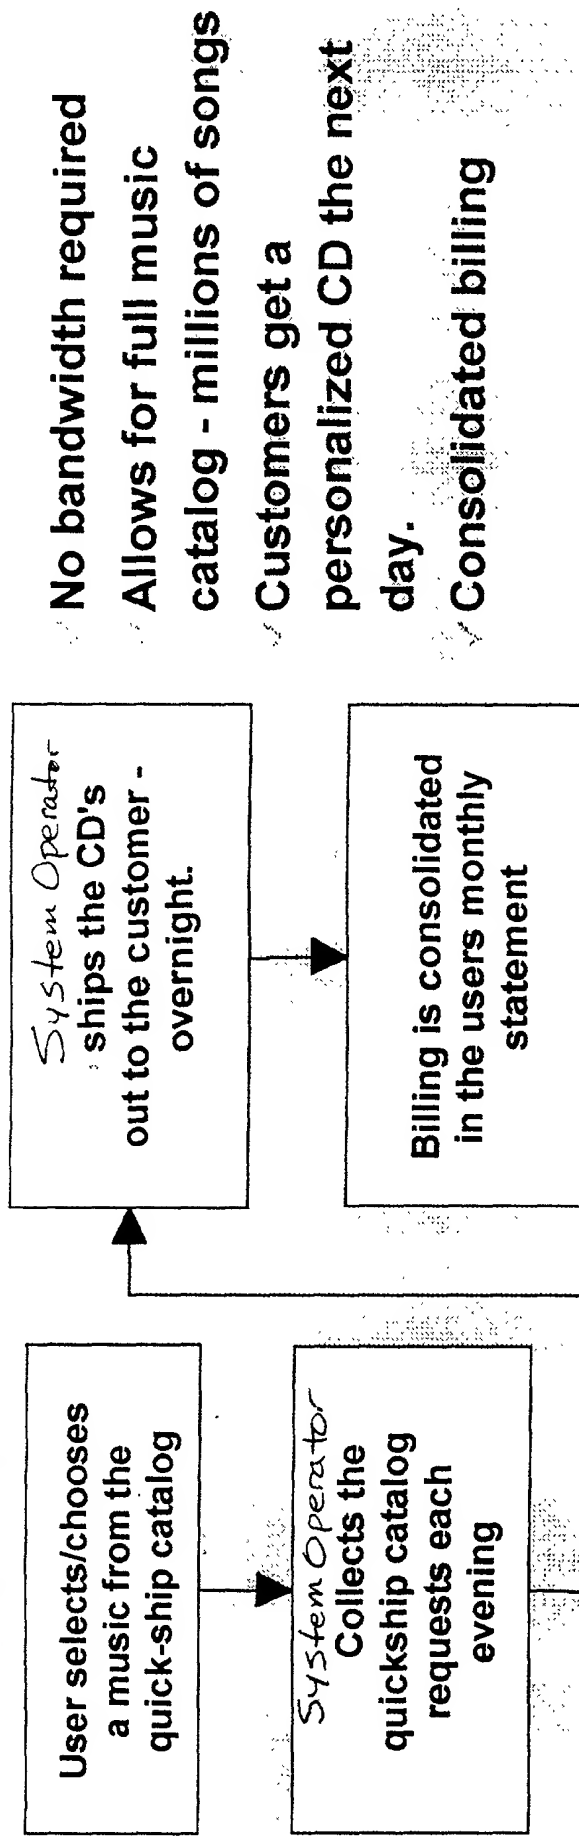 User selects/chooses
a music from the
quick-ship catalog
System Operator
Collects the
quickship catalog
requests each
evening
System Operator
ships the CD's
out to the customer -
overnight.
Billing is consolidated
in the users monthly
statement
✓ No bandwidth required
✓ Allows for full music
catalog - millions of songs
✓ Customers get a
personalized CD the next
day.
✓ Consolidated billing